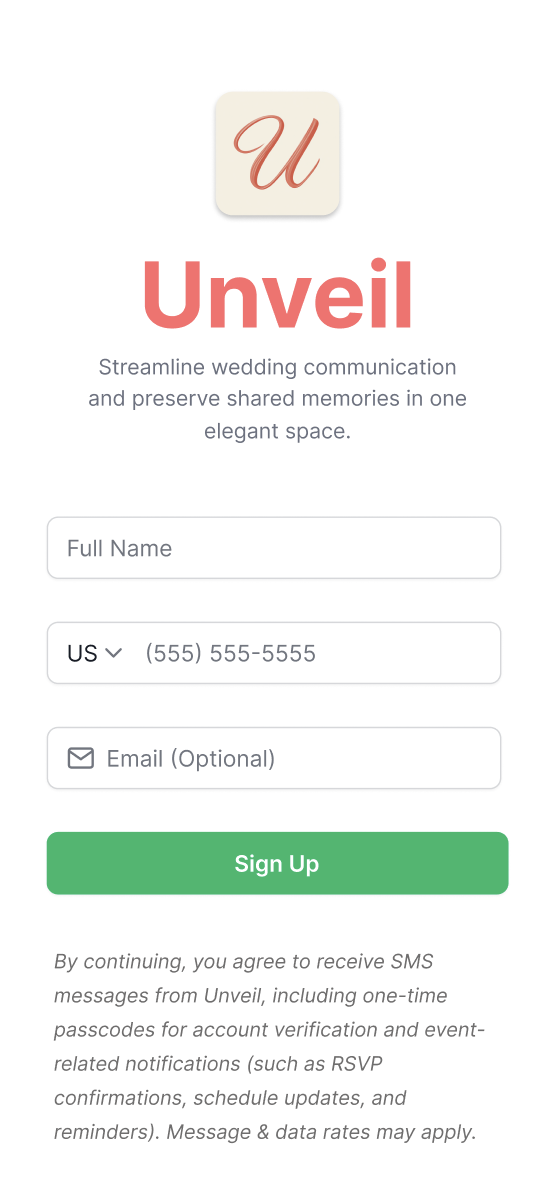 U
Unveil
Streamline wedding communication
and preserve shared memories in one
elegant space.
Full Name
US (555) 555-5555
Email (Optional)
Sign Up
By continuing, you agree to receive SMS
messages from Unveil, including one-time
passcodes for account verification and event-
related notifications (such as RSVP
confirmations, schedule updates, and
reminders). Message & data rates may apply.